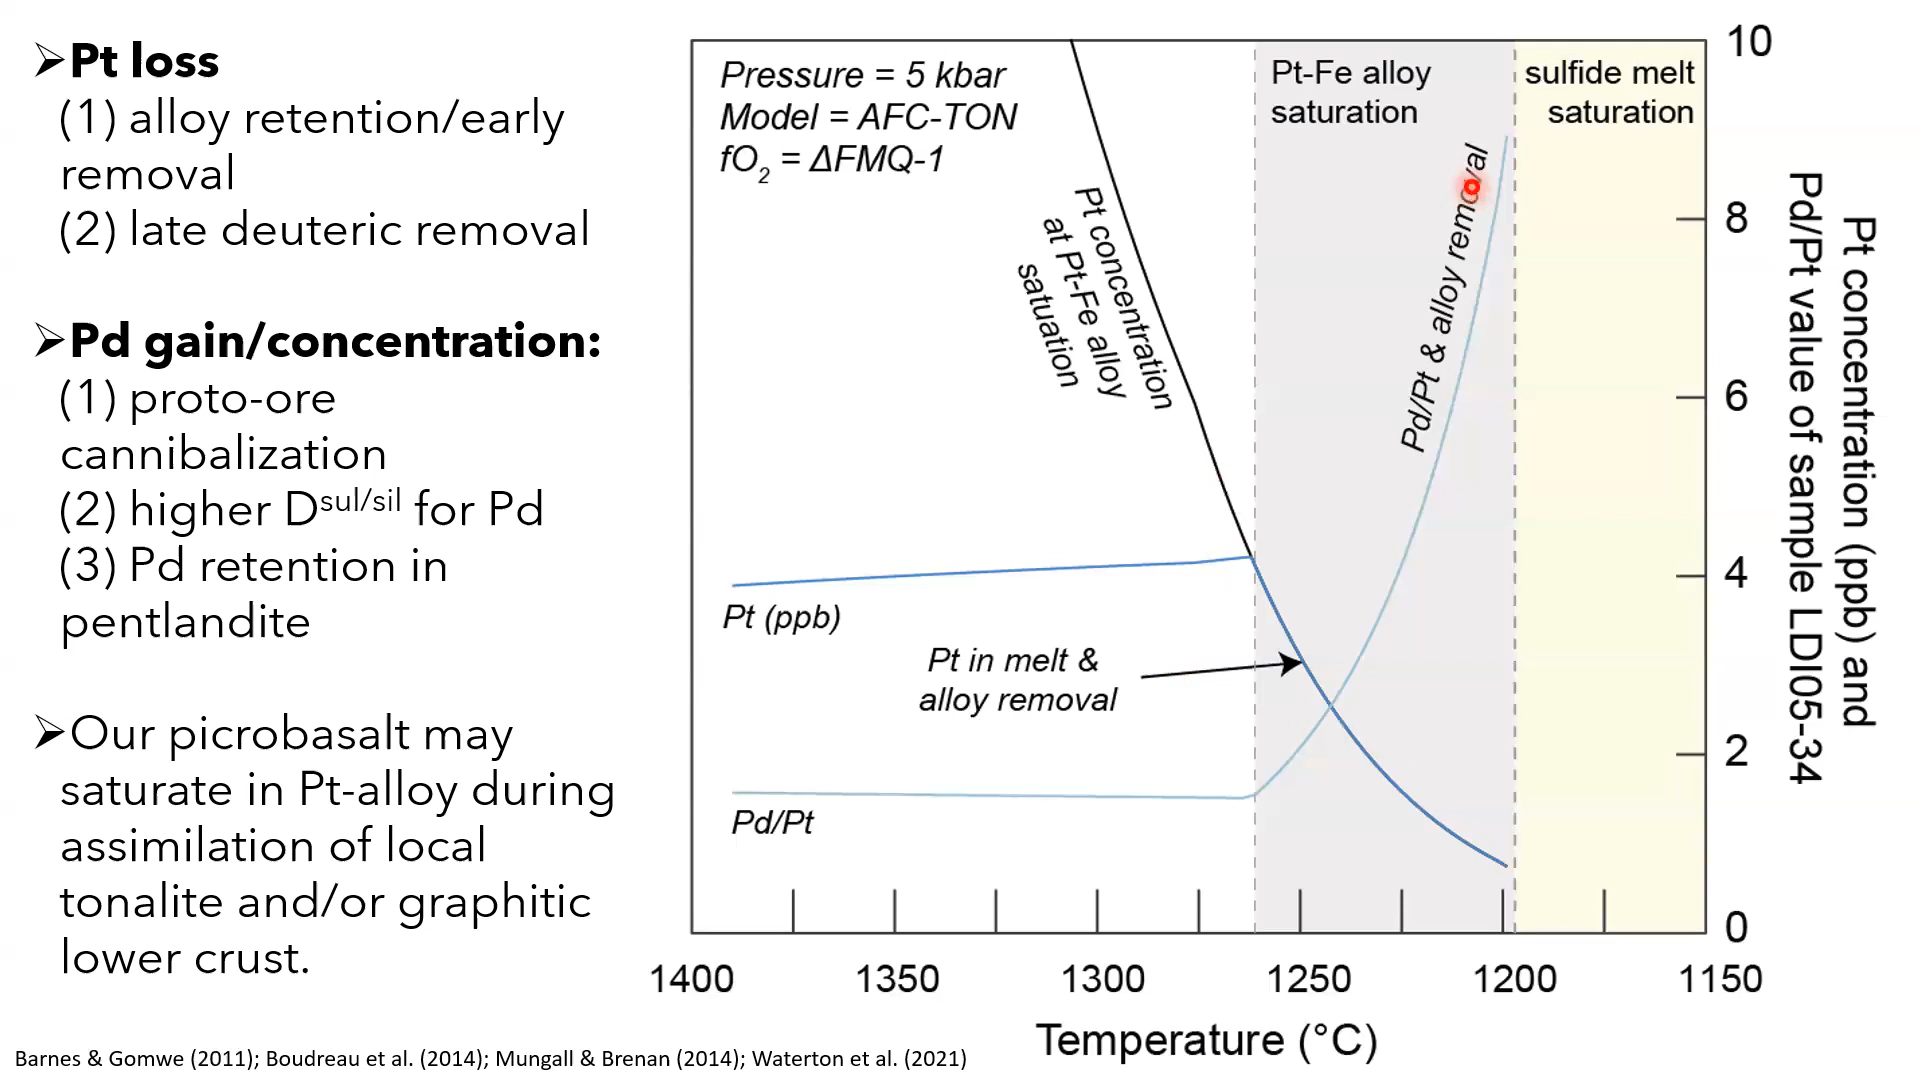 ➢Pt loss
(1) alloy retention/early
removal
(2) late deuteric removal
➢Pd gain/concentration:
(1) proto-ore
cannibalization
(2) higher Dsul/sil for Pd
(3) Pd retention in
pentlandite
➢Our picrobasalt may
saturate in Pt-alloy during
assimilation of local
tonalite and/or graphitic
lower crust.
Barnes & Gomwe (2011); Boudreau et al. (2014); Mungall & Brenan (2014); Waterton et al. (2021)
Pressure = 5 kbar
Model = AFC-TON
fO2 = ΔFMQ-1
Pt concentration
at Pt-Fe alloy
satuation
Pt-Fe alloy
saturation
sulfide melt
saturation
Pd/Pt & alloy removal
Pt (ppb)
Pt in melt &
alloy removal
Pd/Pt
10
8
6
4
2
0
Pt concentration (ppb) and
Pd/Pt value of sample LDI05-34
1400 1350 1300 1250 1200 1150
Temperature (°C)